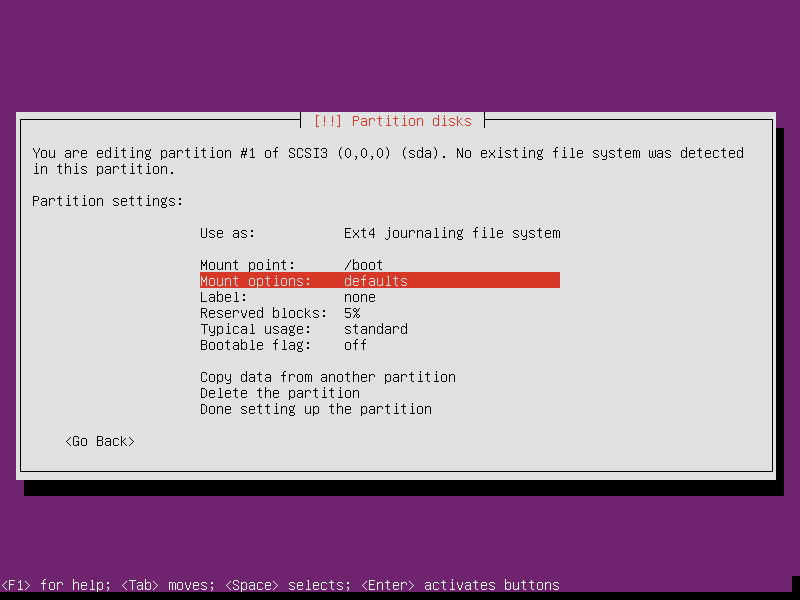 [!!] Partition disks
You are editing partition #1 of SCSI3 (0,0,0) (sda). No existing file system was detected
in this partition.
Partition settings:
Use as: Ext4 journaling file system
Mount point: /boot
Mount options: defaults
Label: none
Reserved blocks: 5%
Typical usage: standard
Bootable flag: off
Copy data from another partition
Delete the partition
Done setting up the partition
<Go Back>
<F1> for help; <Tab> moves; <Space> selects; <Enter> activates buttons